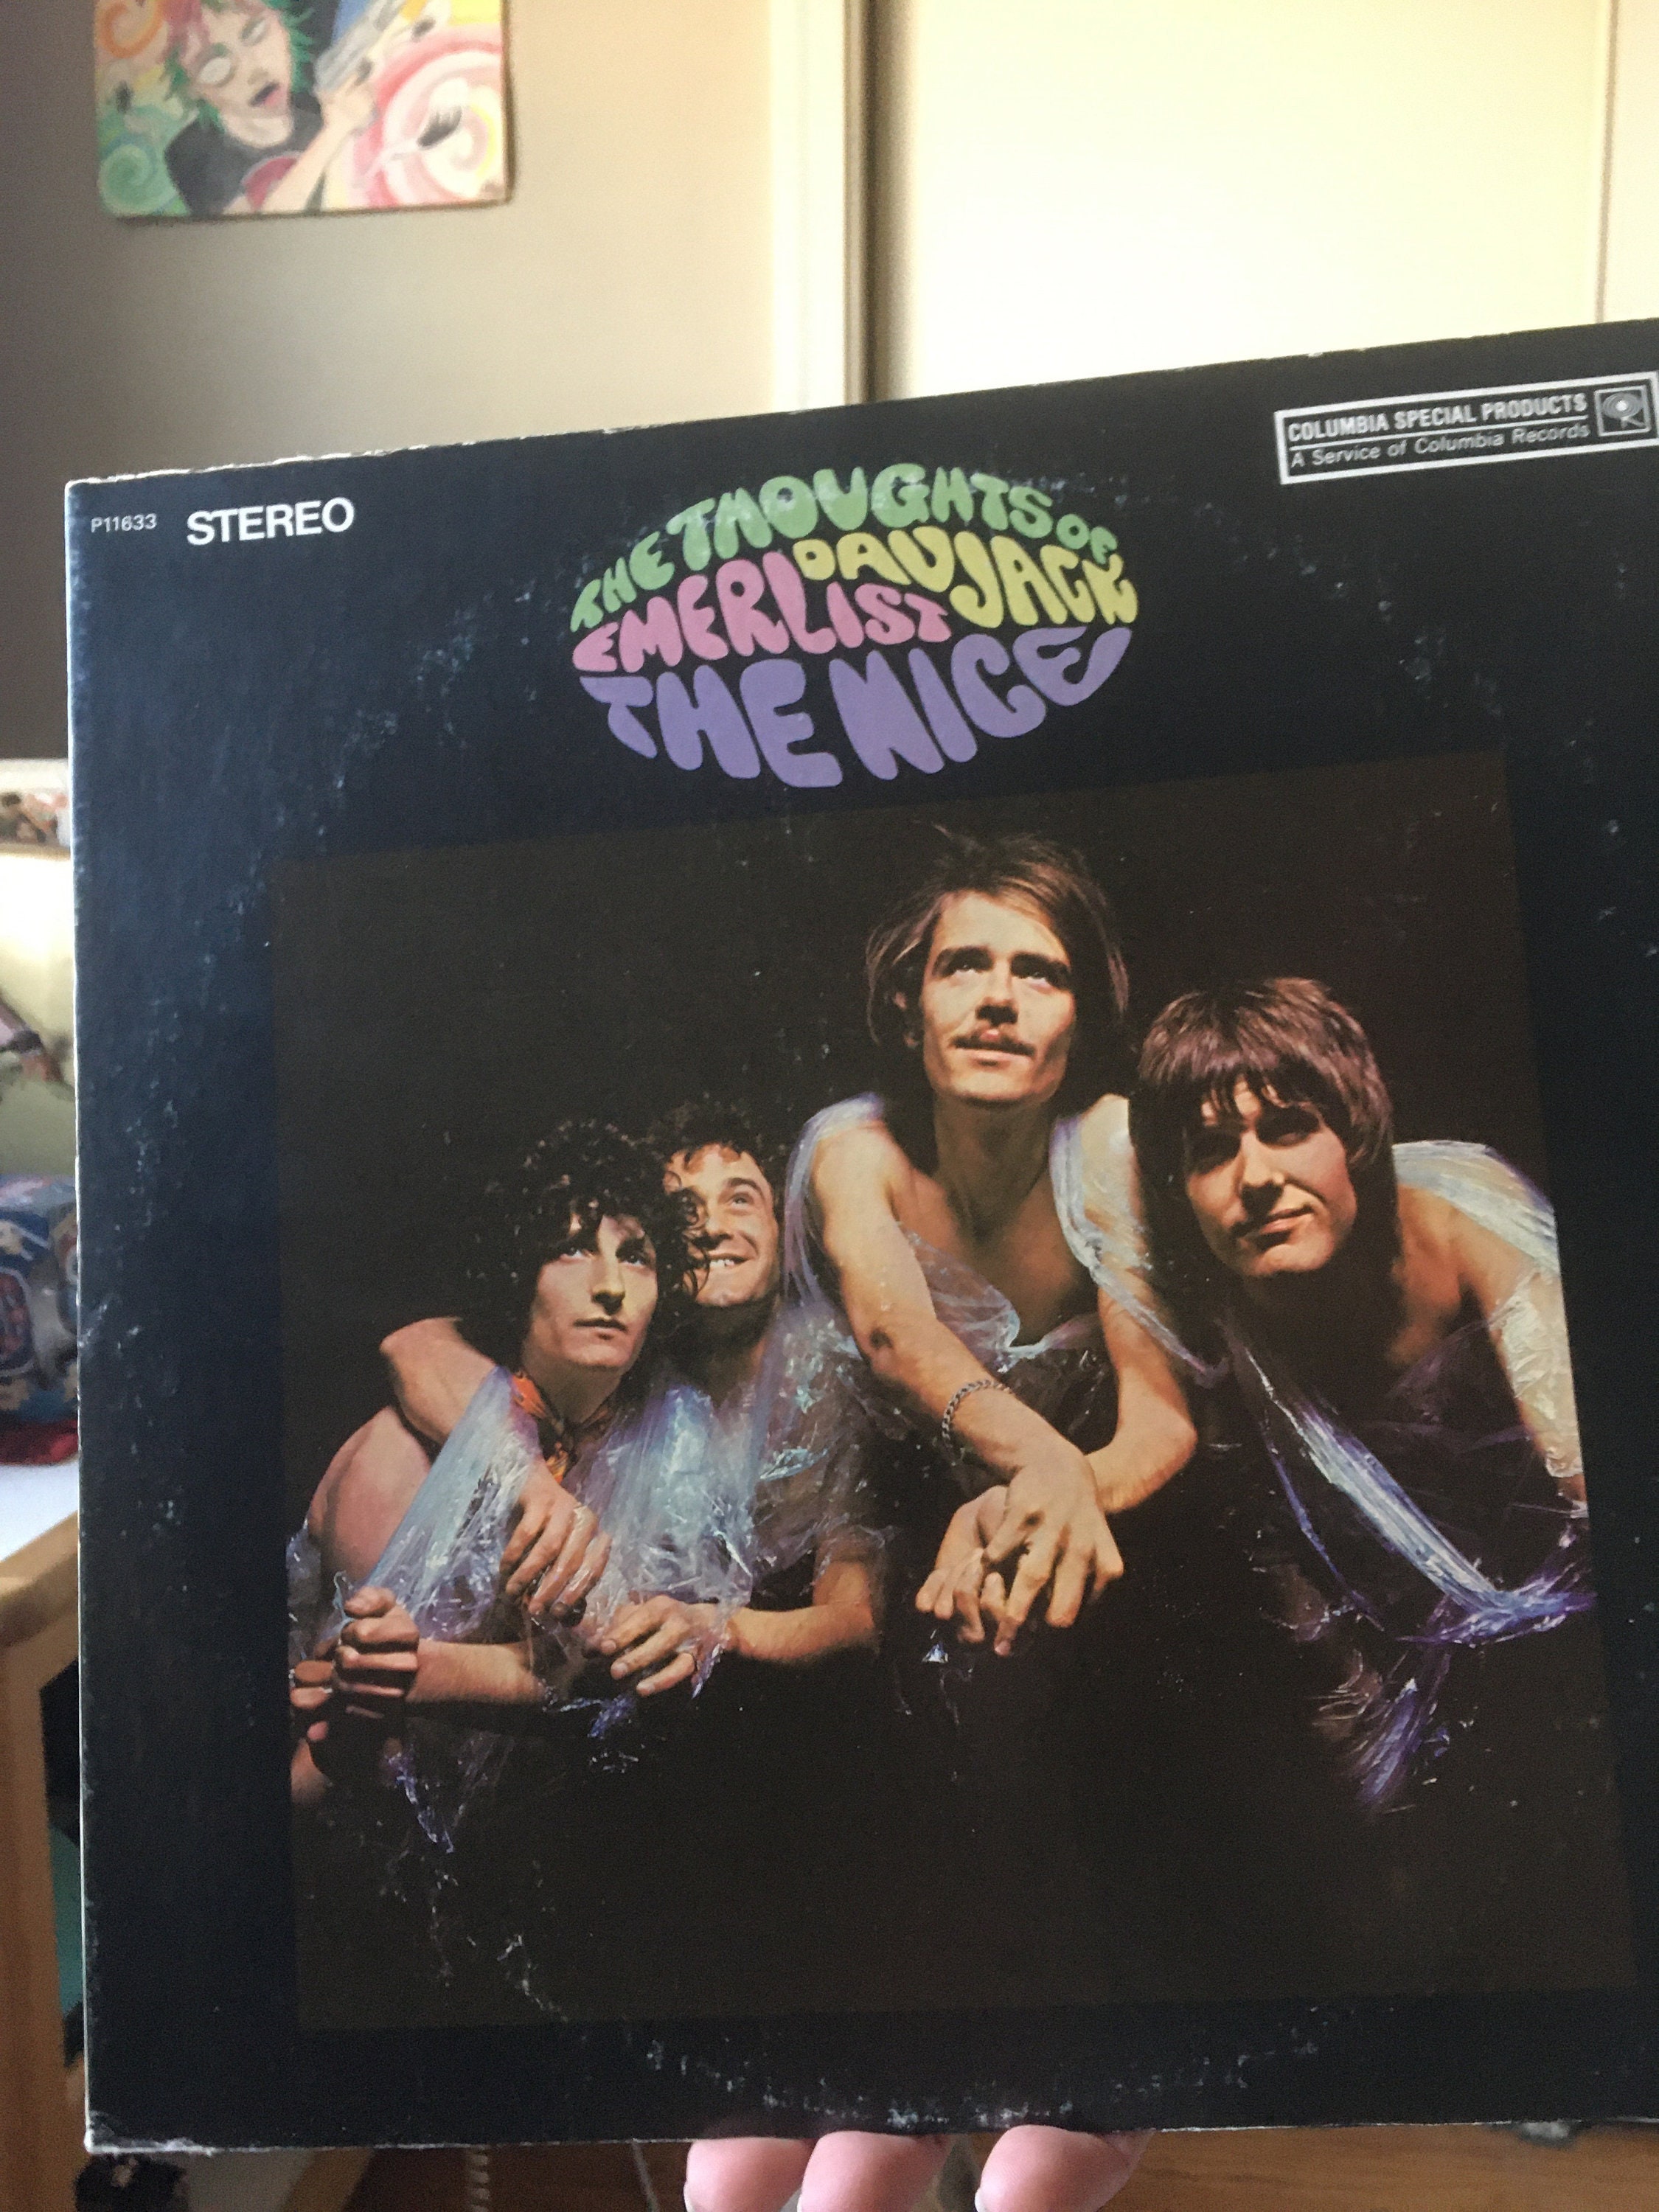 COLUMBIA SPECIAL PRODUCTS
A Service of Columbia Records
P11633 STEREO
THE THOUGHTS OF
EMERLIST DAVJACK
THE NICE